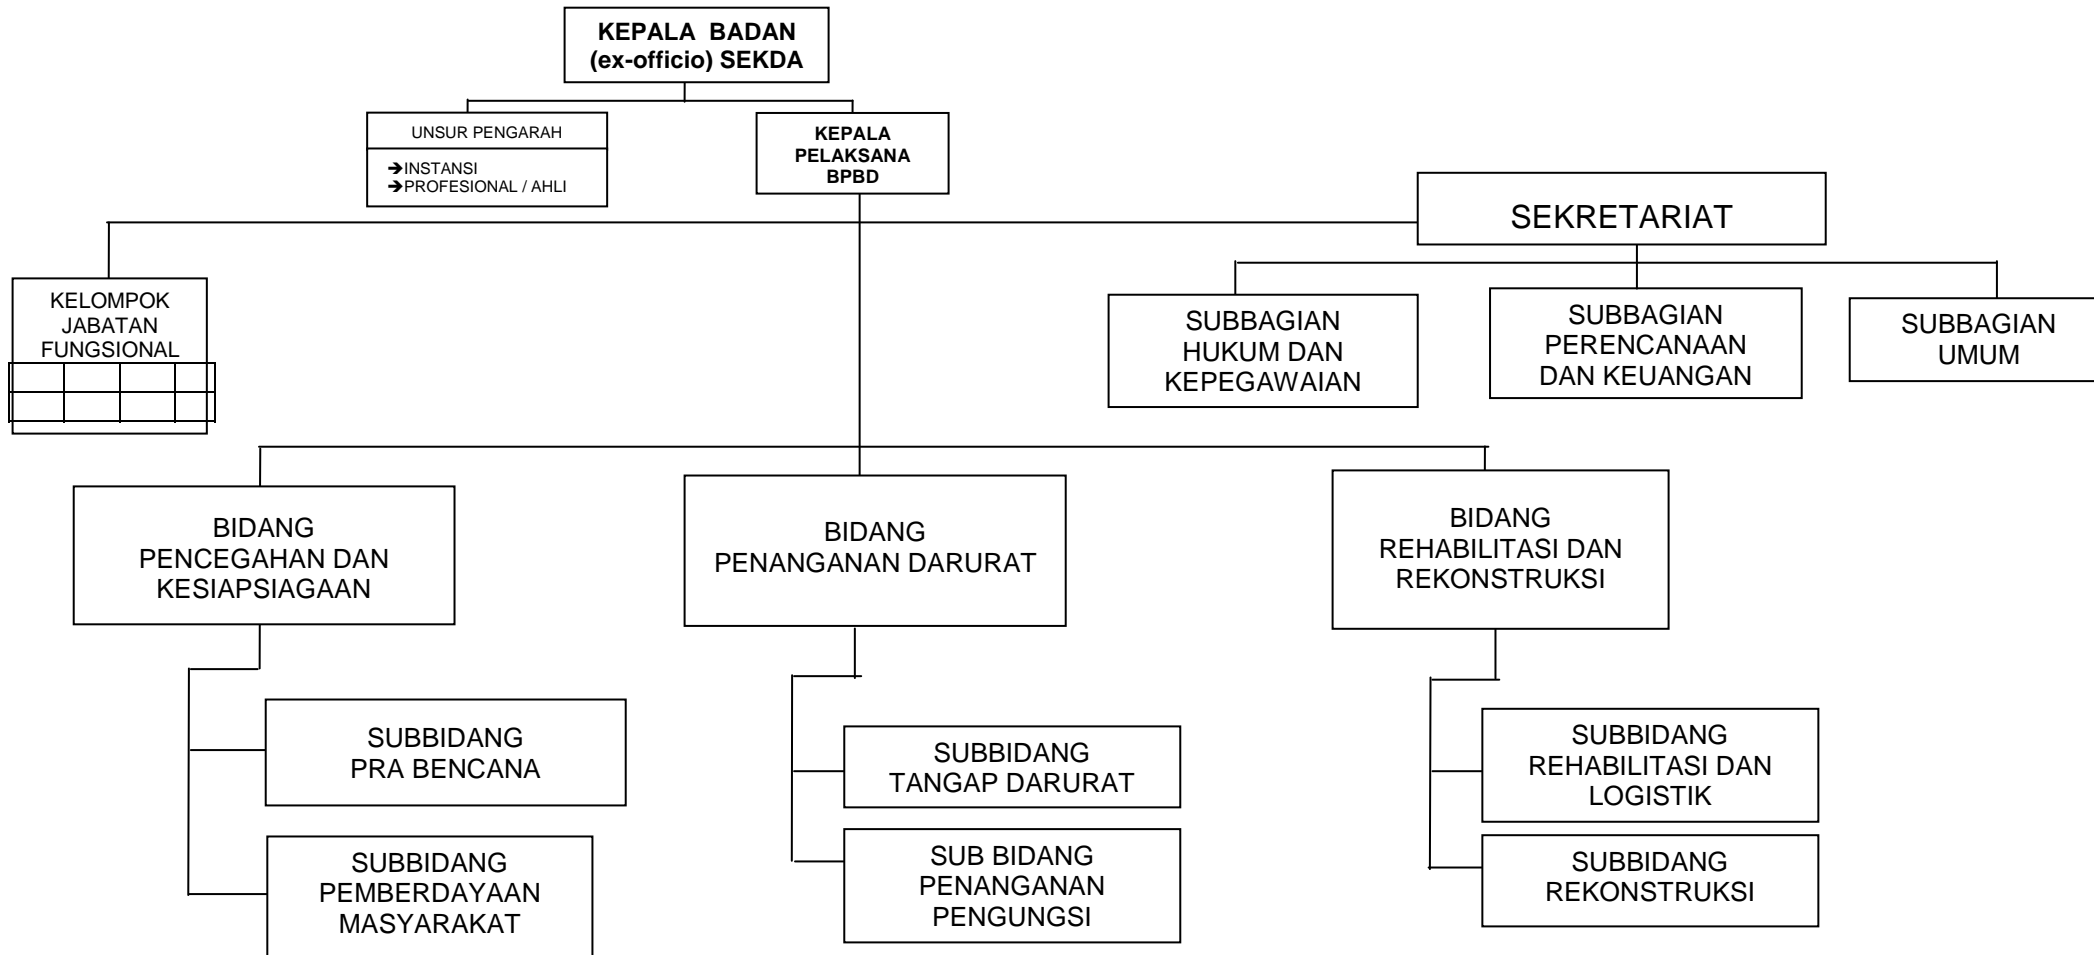 KEPALA BADAN
(ex-officio) SEKDA
UNSUR PENGARAH
➔INSTANSI
➔PROFESIONAL / AHLI
KEPALA
PELAKSANA
BPBD
SEKRETARIAT
KELOMPOK
JABATAN
FUNGSIONAL
SUBBAGIAN
HUKUM DAN
KEPEGAWAIAN
SUBBAGIAN
PERENCANAAN
DAN KEUANGAN
SUBBAGIAN
UMUM
BIDANG
PENCEGAHAN DAN
KESIAPSIAGAAN
BIDANG
PENANGANAN DARURAT
BIDANG
REHABILITASI DAN
REKONSTRUKSI
SUBBIDANG
PRA BENCANA
SUBBIDANG
PEMBERDAYAAN
MASYARAKAT
SUBBIDANG
TANGAP DARURAT
SUB BIDANG
PENANGANAN
PENGUNGSI
SUBBIDANG
REHABILITASI DAN
LOGISTIK
SUBBIDANG
REKONSTRUKSI